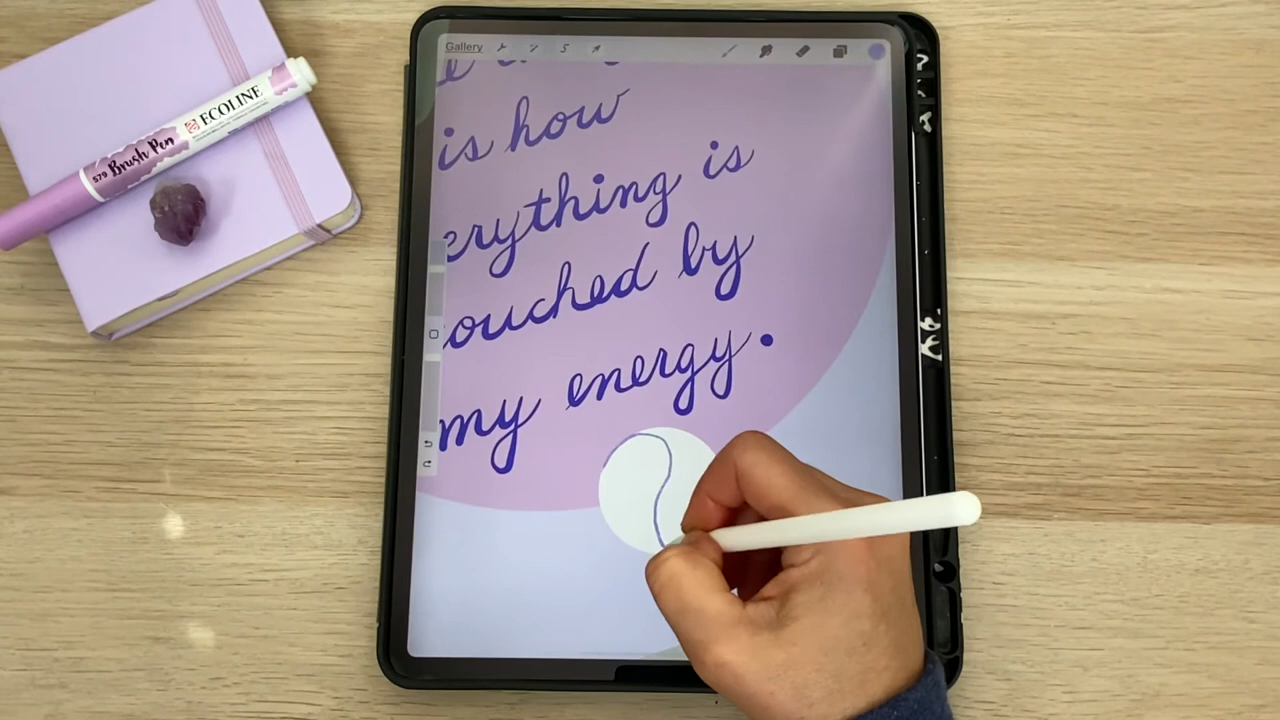 Gallery
is how
erything is
ouched by
my energy.
579 Brush Pen ECOLINE